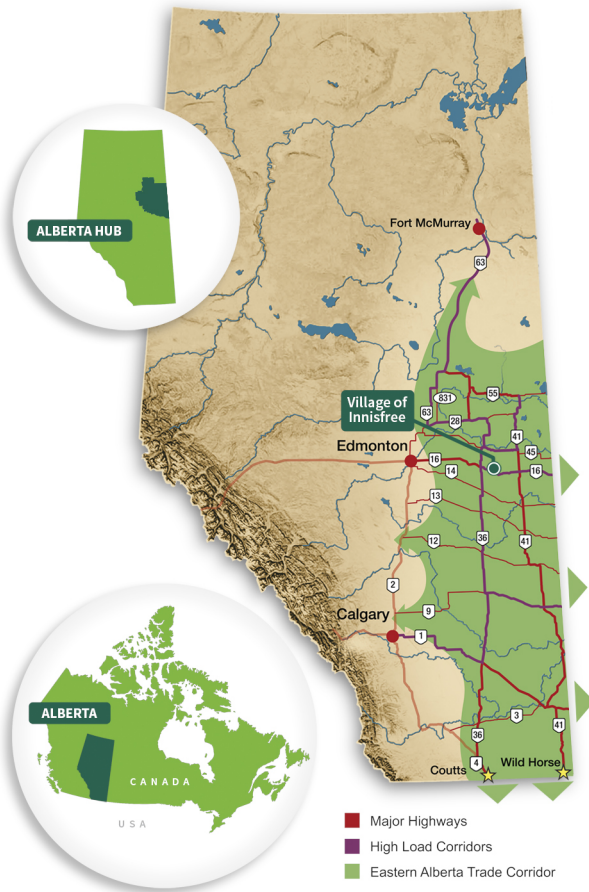 ALBERTA HUB
Fort McMurray
63
Village of
Innisfree
831
55
63
28
41
Edmonton
16
45
14
16
13
36
12
41
2
Calgary
9
1
ALBERTA
3
36
41
4
Coutts
Wild Horse
CANADA
USA
Major Highways
High Load Corridors
Eastern Alberta Trade Corridor